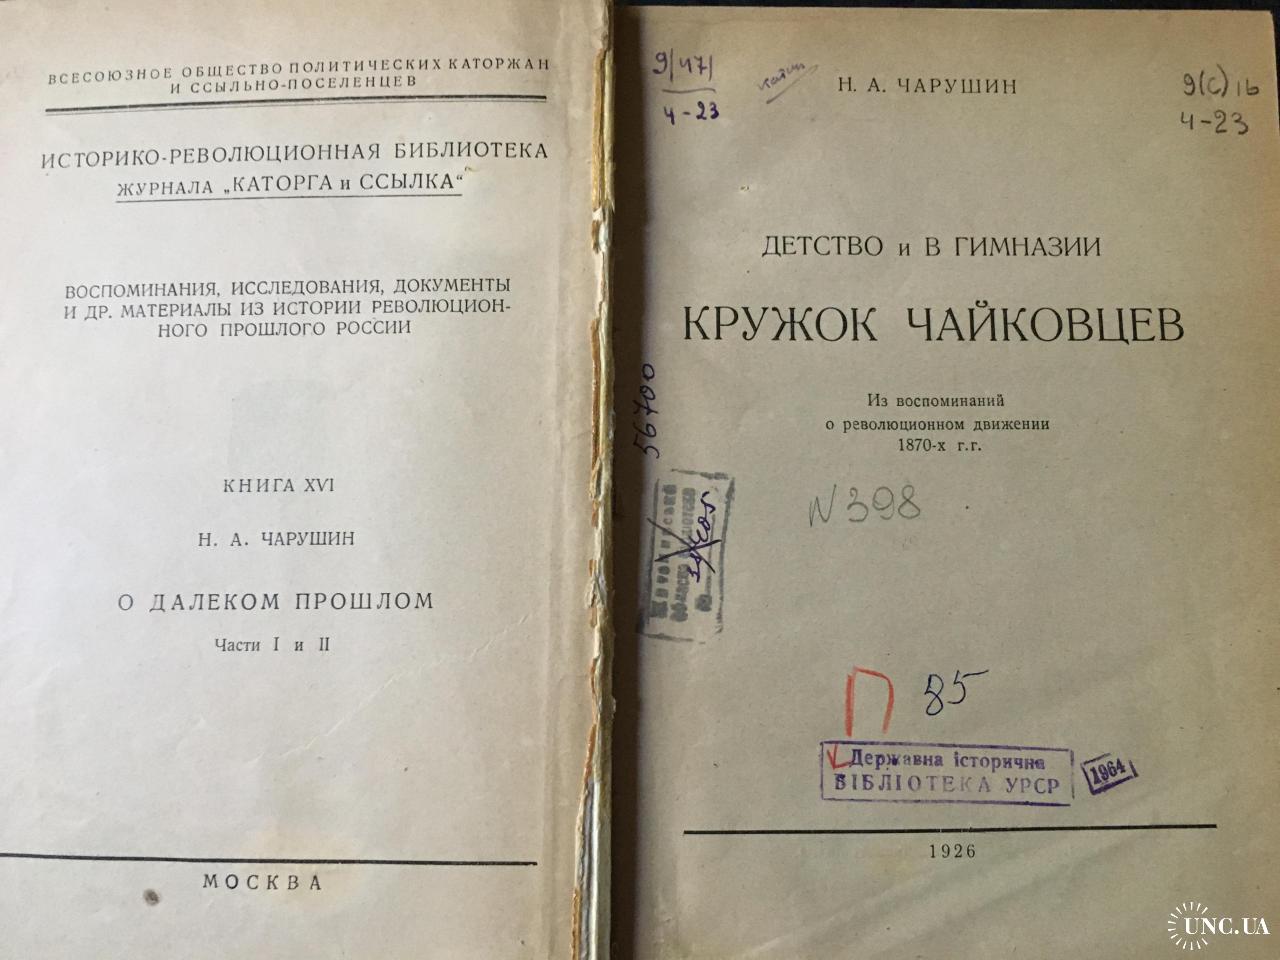 ВСЕСОЮЗНОЕ ОБЩЕСТВО ПОЛИТИЧЕСКИХ КАТОРЖАН
И ССЫЛЬНО-ПОСЕЛЕНЦЕВ
ИСТОРИКО-РЕВОЛЮЦИОННАЯ БИБЛИОТЕКА
ЖУРНАЛА „КАТОРГА и ССЫЛКА“
ВОСПОМИНАНИЯ, ИССЛЕДОВАНИЯ, ДОКУМЕНТЫ
И ДР. МАТЕРИАЛЫ ИЗ ИСТОРИИ РЕВОЛЮЦИОН-
НОГО ПРОШЛОГО РОССИИ
КНИГА XVI
Н. А. ЧАРУШИН
О ДАЛЕКОМ ПРОШЛОМ
Части I и II
МОСКВА
9/47/
Ч-23
Н. А. ЧАРУШИН
9(С)16
Ч-23
ДЕТСТВО и В ГИМНАЗИИ
КРУЖОК ЧАЙКОВЦЕВ
Из воспоминаний
о революционном движении
1870-х г.г.
56700
N 398
П 85
Державна історична
БІБЛІОТЕКА УРСР
1964
1926
UNC.UA